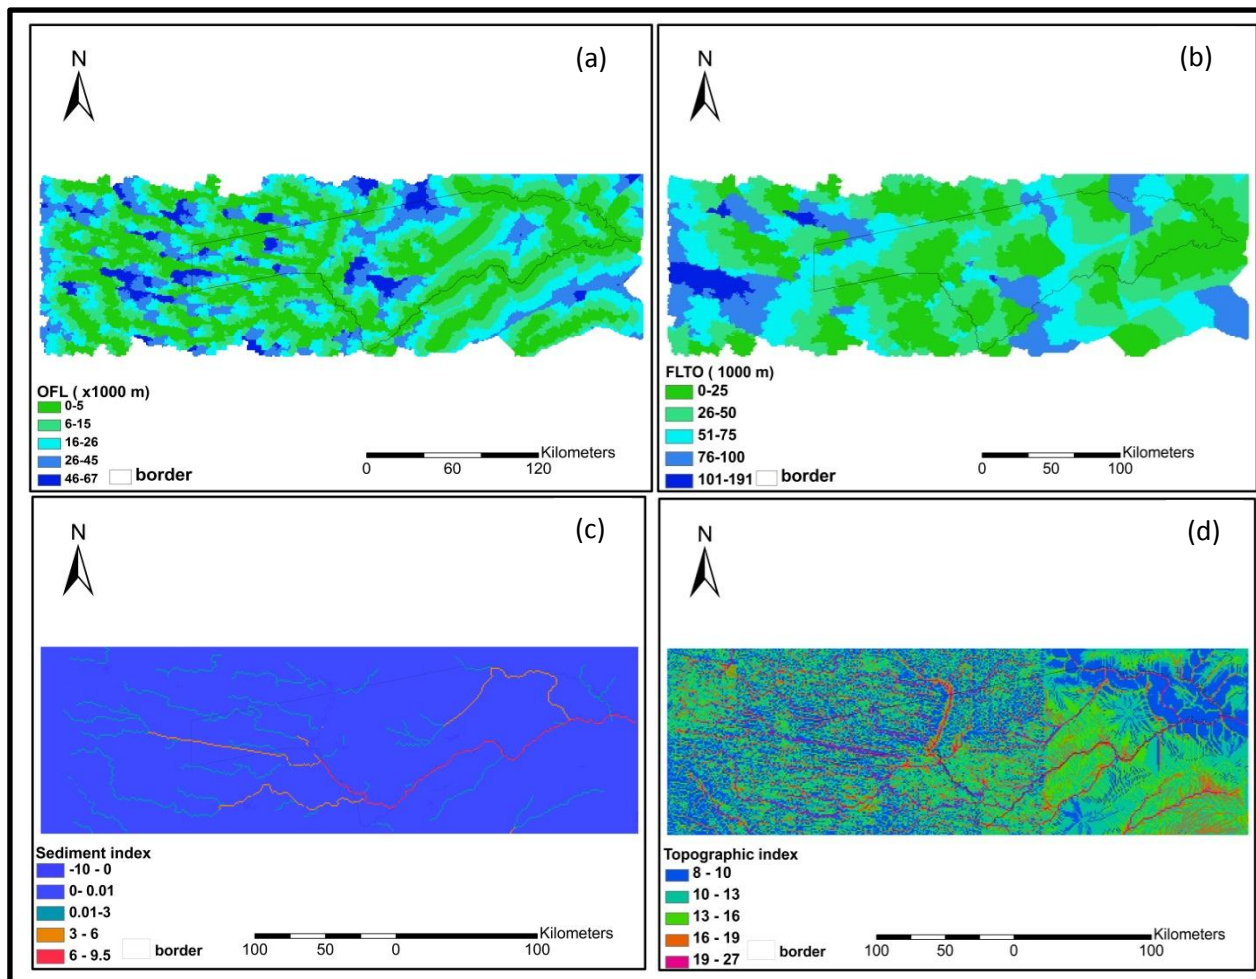 (a)
N
OFL ( x1000 m)
0-5
6-15
16-26
26-45
46-67
border
Kilometers
0 60 120
(b)
N
FLTO ( 1000 m)
0-25
26-50
51-75
76-100
101-191
border
Kilometers
0 50 100
(c)
N
Sediment index
-10 - 0
0- 0.01
0.01-3
3 - 6
6 - 9.5
border
Kilometers
100 50 0 100
(d)
N
Topographic index
8 - 10
10 - 13
13 - 16
16 - 19
19 - 27
border
Kilometers
100 50 0 100